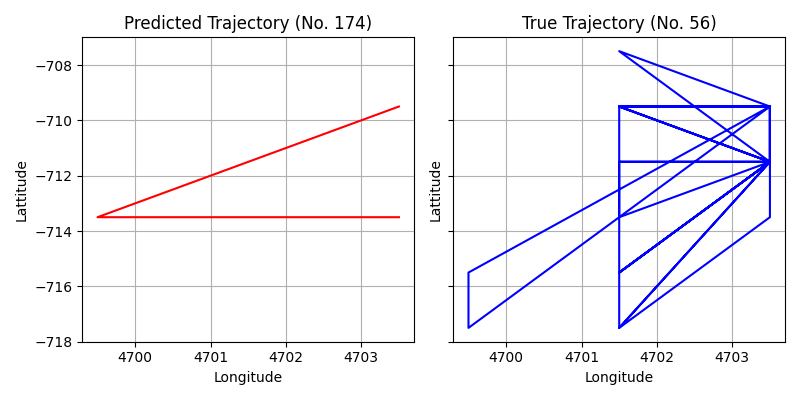 Predicted Trajectory (No. 174)
True Trajectory (No. 56)
−708
−710
−712
−714
−716
−718
Lattitude
Lattitude
4700
4701
4702
4703
4700
4701
4702
4703
Longitude
Longitude